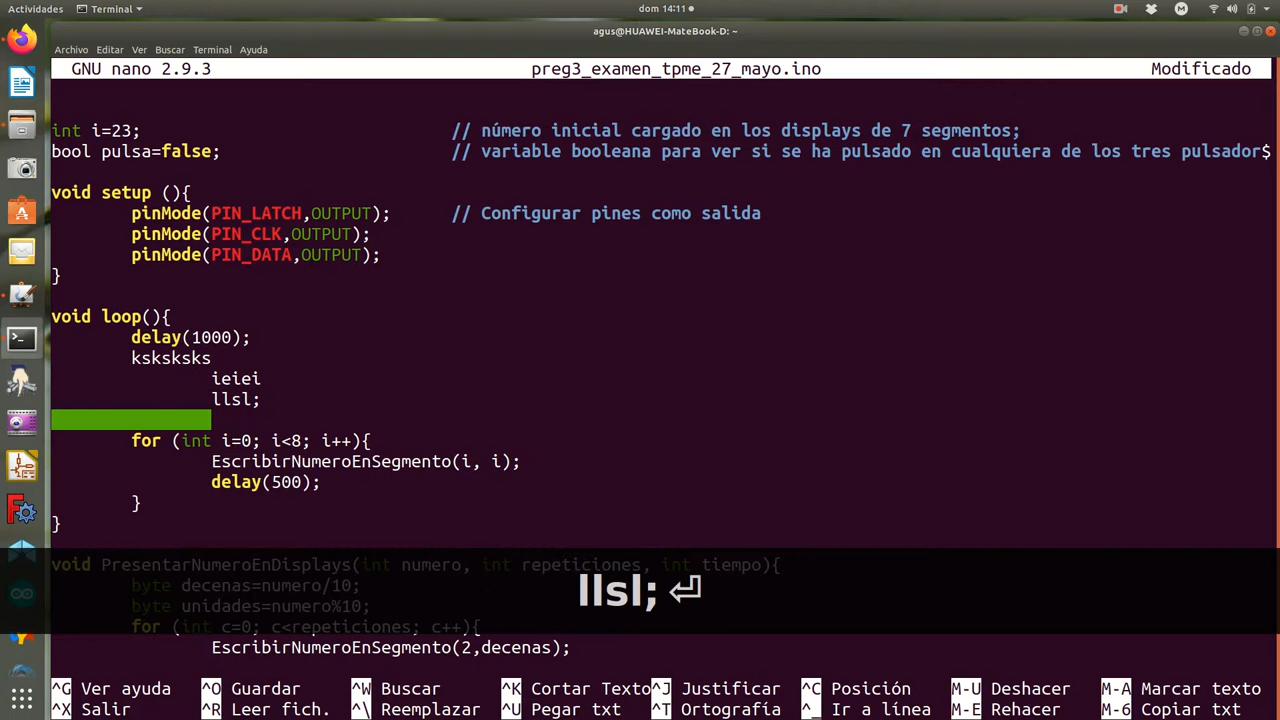 Actividades Terminal dom 14:11
agus@HUAWEI-MateBook-D: ~
Archivo Editar Ver Buscar Terminal Ayuda
GNU nano 2.9.3 preg3_examen_tpme_27_mayo.ino Modificado
int i=23; // número inicial cargado en los displays de 7 segmentos;
bool pulsa=false; // variable booleana para ver si se ha pulsado en cualquiera de los tres pulsador$
void setup (){
pinMode(PIN_LATCH,OUTPUT); // Configurar pines como salida
pinMode(PIN_CLK,OUTPUT);
pinMode(PIN_DATA,OUTPUT);
}
void loop(){
delay(1000);
ksksksks
ieiei
llsl;
for (int i=0; i<8; i++){
EscribirNumeroEnSegmento(i, i);
delay(500);
}
}
void PresentarNumeroEnDisplays(int numero, int repeticiones, int tiempo){
byte decenas=numero/10;
byte unidades=numero%10;
for (int c=0; c<repeticiones; c++){
EscribirNumeroEnSegmento(2,decenas);
llsl; ⏎
^G Ver ayuda ^O Guardar ^W Buscar ^K Cortar Texto ^J Justificar ^C Posición M-U Deshacer M-A Marcar texto
^X Salir ^R Leer fich. ^\ Reemplazar ^U Pegar txt ^T Ortografía ^_ Ir a línea M-E Rehacer M-6 Copiar txt